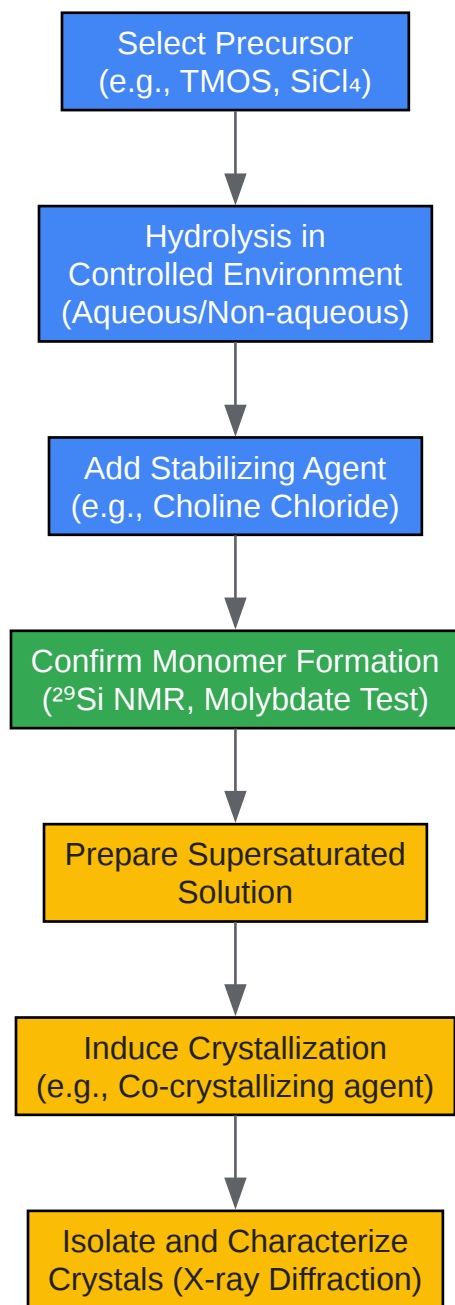 Select Precursor
(e.g., TMOS, SiCl₄)
Hydrolysis in
Controlled Environment
(Aqueous/Non-aqueous)
Add Stabilizing Agent
(e.g., Choline Chloride)
Confirm Monomer Formation
(²⁹Si NMR, Molybdate Test)
Prepare Supersaturated
Solution
Induce Crystallization
(e.g., Co-crystallizing agent)
Isolate and Characterize
Crystals (X-ray Diffraction)